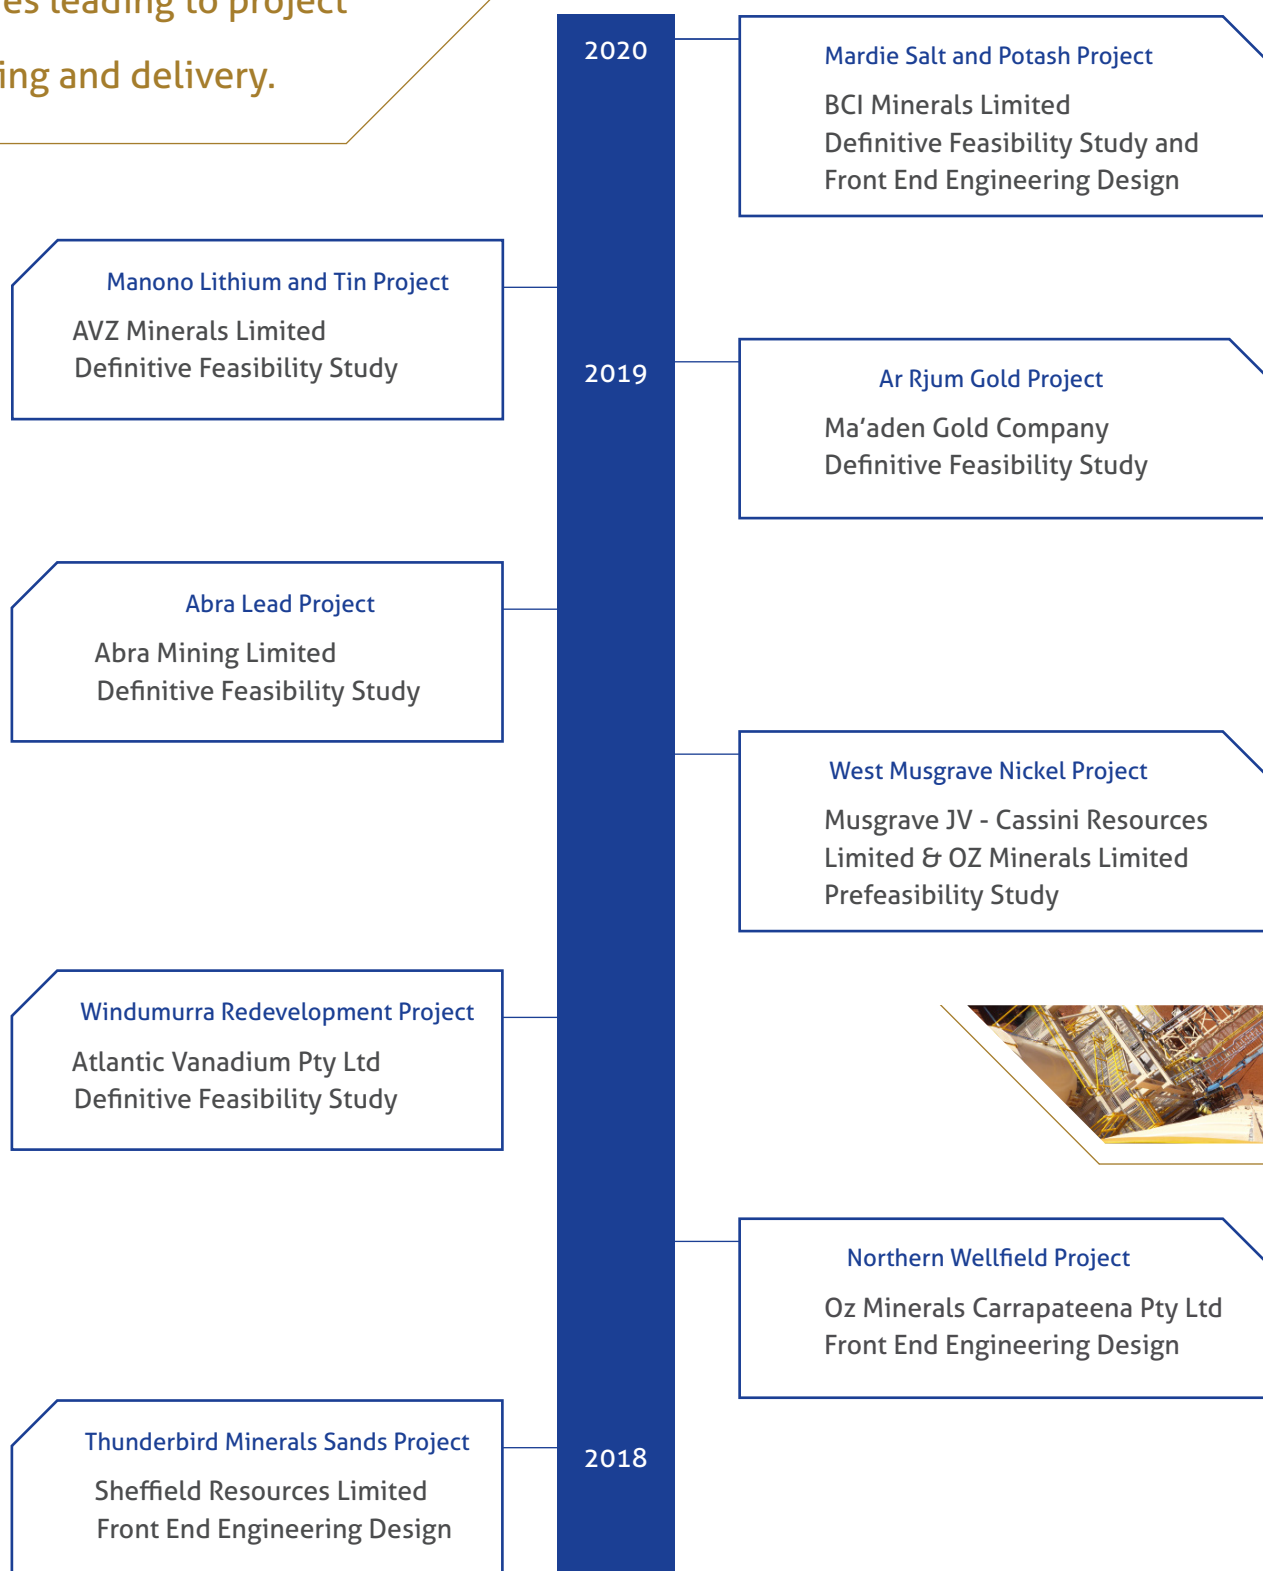 es leading to project
ing and delivery.
2020
Mardie Salt and Potash Project
BCI Minerals Limited
Definitive Feasibility Study and
Front End Engineering Design
Manono Lithium and Tin Project
AVZ Minerals Limited
Definitive Feasibility Study
2019
Ar Rjum Gold Project
Ma’aden Gold Company
Definitive Feasibility Study
Abra Lead Project
Abra Mining Limited
Definitive Feasibility Study
West Musgrave Nickel Project
Musgrave JV - Cassini Resources
Limited & OZ Minerals Limited
Prefeasibility Study
Windumurra Redevelopment Project
Atlantic Vanadium Pty Ltd
Definitive Feasibility Study
Northern Wellfield Project
Oz Minerals Carrapateena Pty Ltd
Front End Engineering Design
Thunderbird Minerals Sands Project
Sheffield Resources Limited
Front End Engineering Design
2018